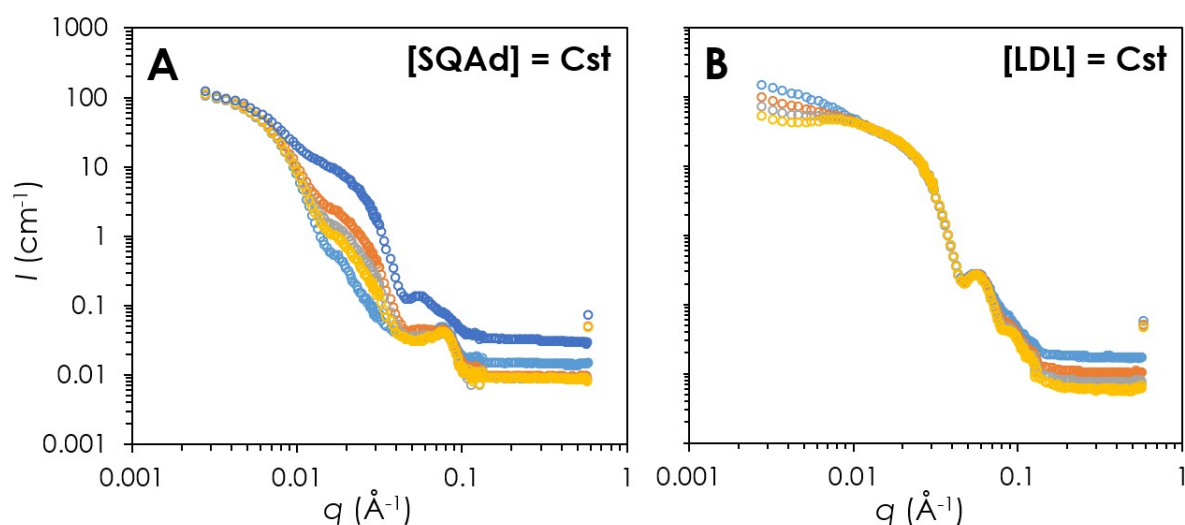 A
[SQAd] = Cst
1000
100
10
1
0.1
0.01
0.001
I (cm⁻¹)
0.001
0.01
0.1
1
q (Å⁻¹)
B
[LDL] = Cst
0.001
0.01
0.1
1
q (Å⁻¹)